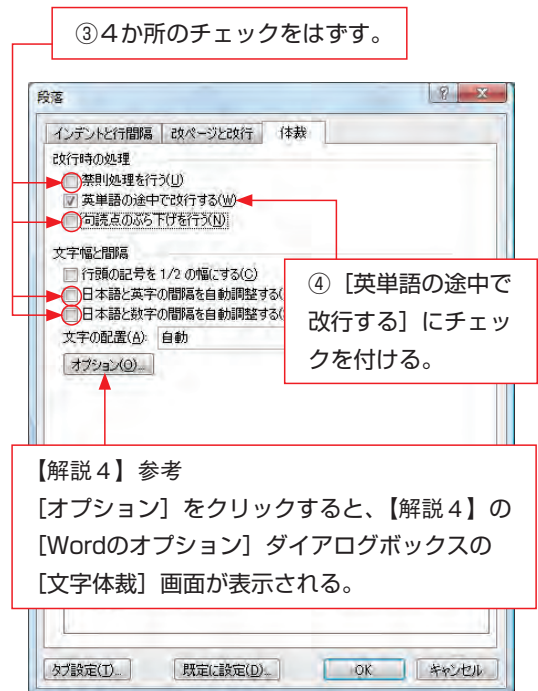 ③４か所のチェックをはずす。
段落
インデントと行間隔 改ページと改行 体裁
改行時の処理
禁則処理を行う(U)
英単語の途中で改行する(W)
句読点のぶら下げを行う(N)
文字幅と間隔
行頭の記号を 1/2 の幅にする(C)
日本語と英字の間隔を自動調整する(
日本語と数字の間隔を自動調整する(
文字の配置(A): 自動
オプション(O)...
④［英単語の途中で
改行する］にチェッ
クを付ける。
【解説４】参考
［オプション］をクリックすると、【解説４】の
［Wordのオプション］ダイアログボックスの
［文字体裁］画面が表示される。
タブ設定(T)... 既定に設定(D)... OK キャンセル